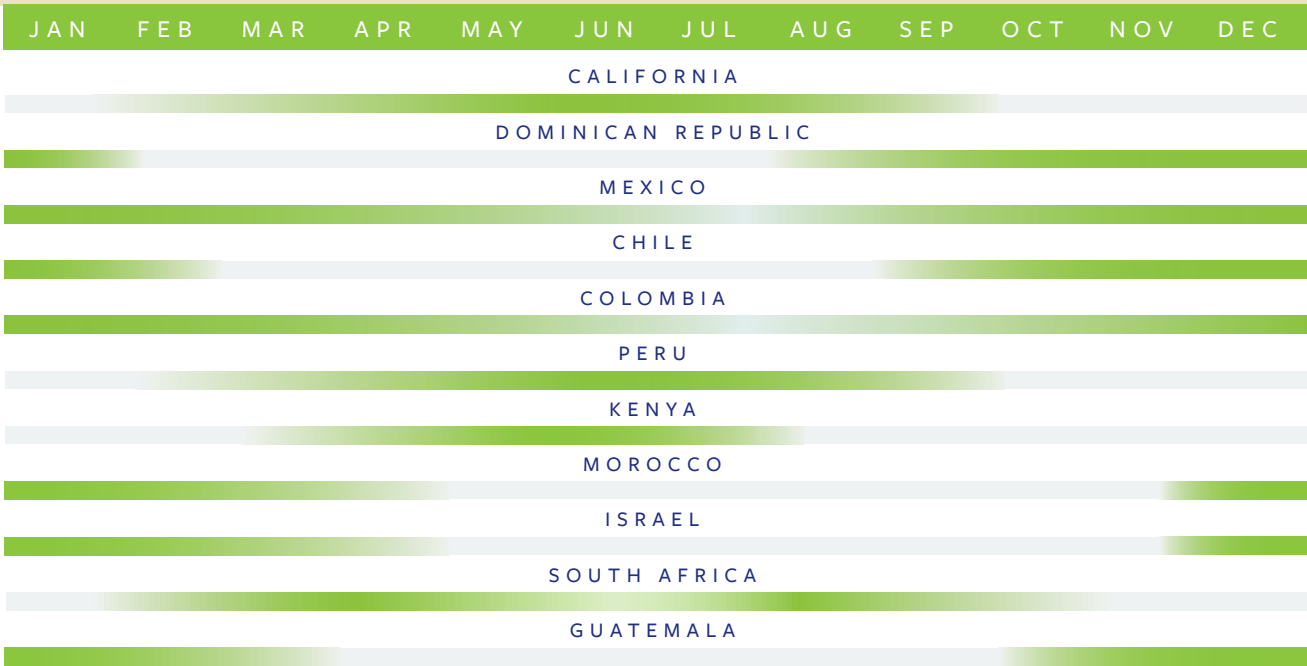 JAN FEB MAR APR MAY JUN JUL AUG SEP OCT NOV DEC
CALIFORNIA
DOMINICAN REPUBLIC
MEXICO
CHILE
COLOMBIA
PERU
KENYA
MOROCCO
ISRAEL
SOUTH AFRICA
GUATEMALA